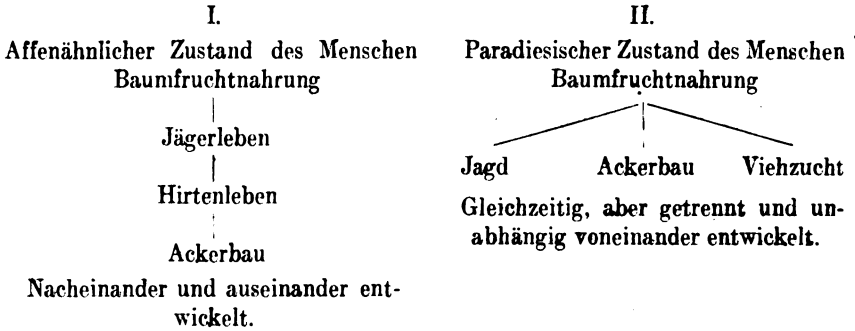 I.
Affenähnlicher Zustand des Menschen
Baumfruchtnahrung
Jägerleben
Hirtenleben
Ackerbau
Nacheinander und auseinander ent-
wickelt.
II.
Paradiesischer Zustand des Menschen
Baumfruchtnahrung
Jagd Ackerbau Viehzucht
Gleichzeitig, aber getrennt und un-
abhängig voneinander entwickelt.